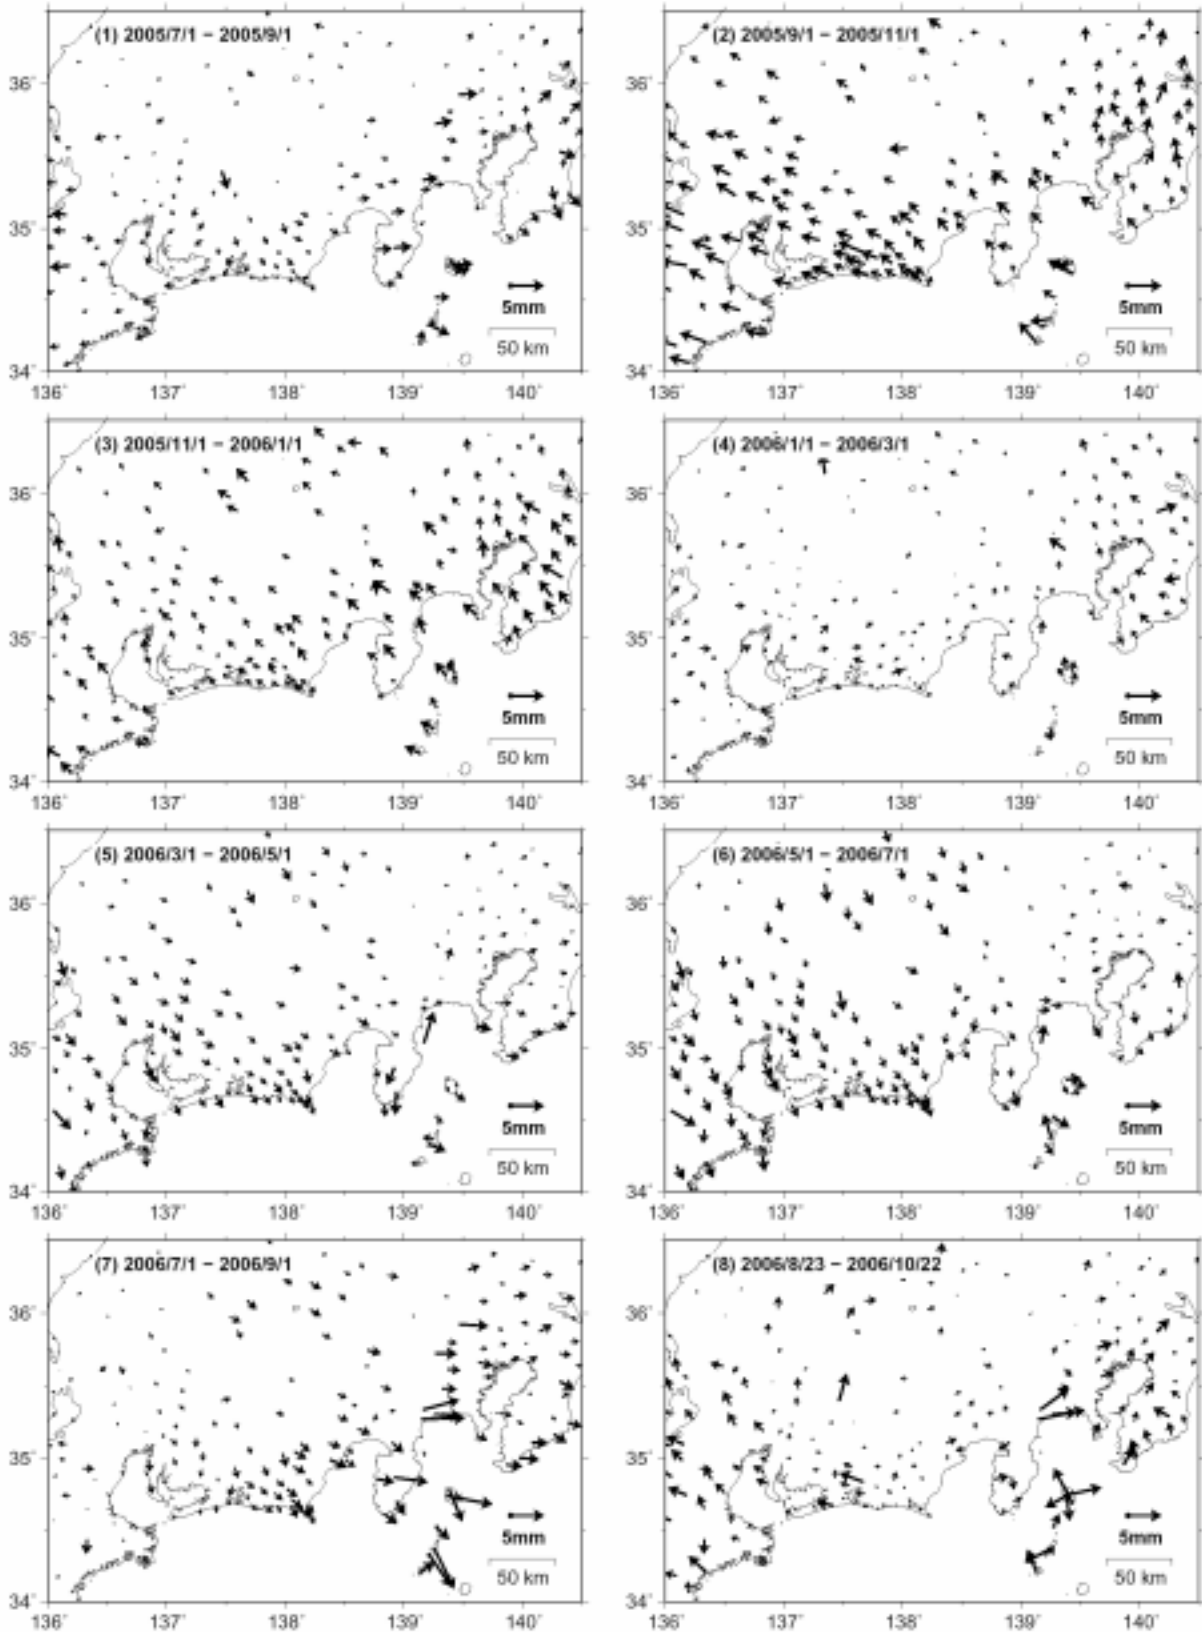 (1) 2005/7/1 – 2005/9/1
36°
35°
34°
5mm
50 km
136° 137° 138° 139° 140°
(2) 2005/9/1 – 2005/11/1
36°
35°
34°
5mm
50 km
136° 137° 138° 139° 140°
(3) 2005/11/1 – 2006/1/1
36°
35°
34°
5mm
50 km
136° 137° 138° 139° 140°
(4) 2006/1/1 – 2006/3/1
36°
35°
34°
5mm
50 km
136° 137° 138° 139° 140°
(5) 2006/3/1 – 2006/5/1
36°
35°
34°
5mm
50 km
136° 137° 138° 139° 140°
(6) 2006/5/1 – 2006/7/1
36°
35°
34°
5mm
50 km
136° 137° 138° 139° 140°
(7) 2006/7/1 – 2006/9/1
36°
35°
34°
5mm
50 km
136° 137° 138° 139° 140°
(8) 2006/8/23 – 2006/10/22
36°
35°
34°
5mm
50 km
136° 137° 138° 139° 140°